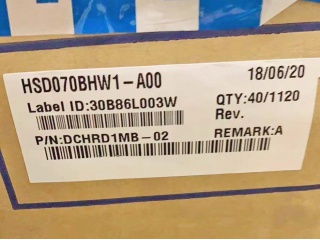 HSD070BHW1-A00 18/06/20
Label ID:30B86L003W QTY:40/1120
Rev.
P/N:DCHRD1MB-02 REMARK:A